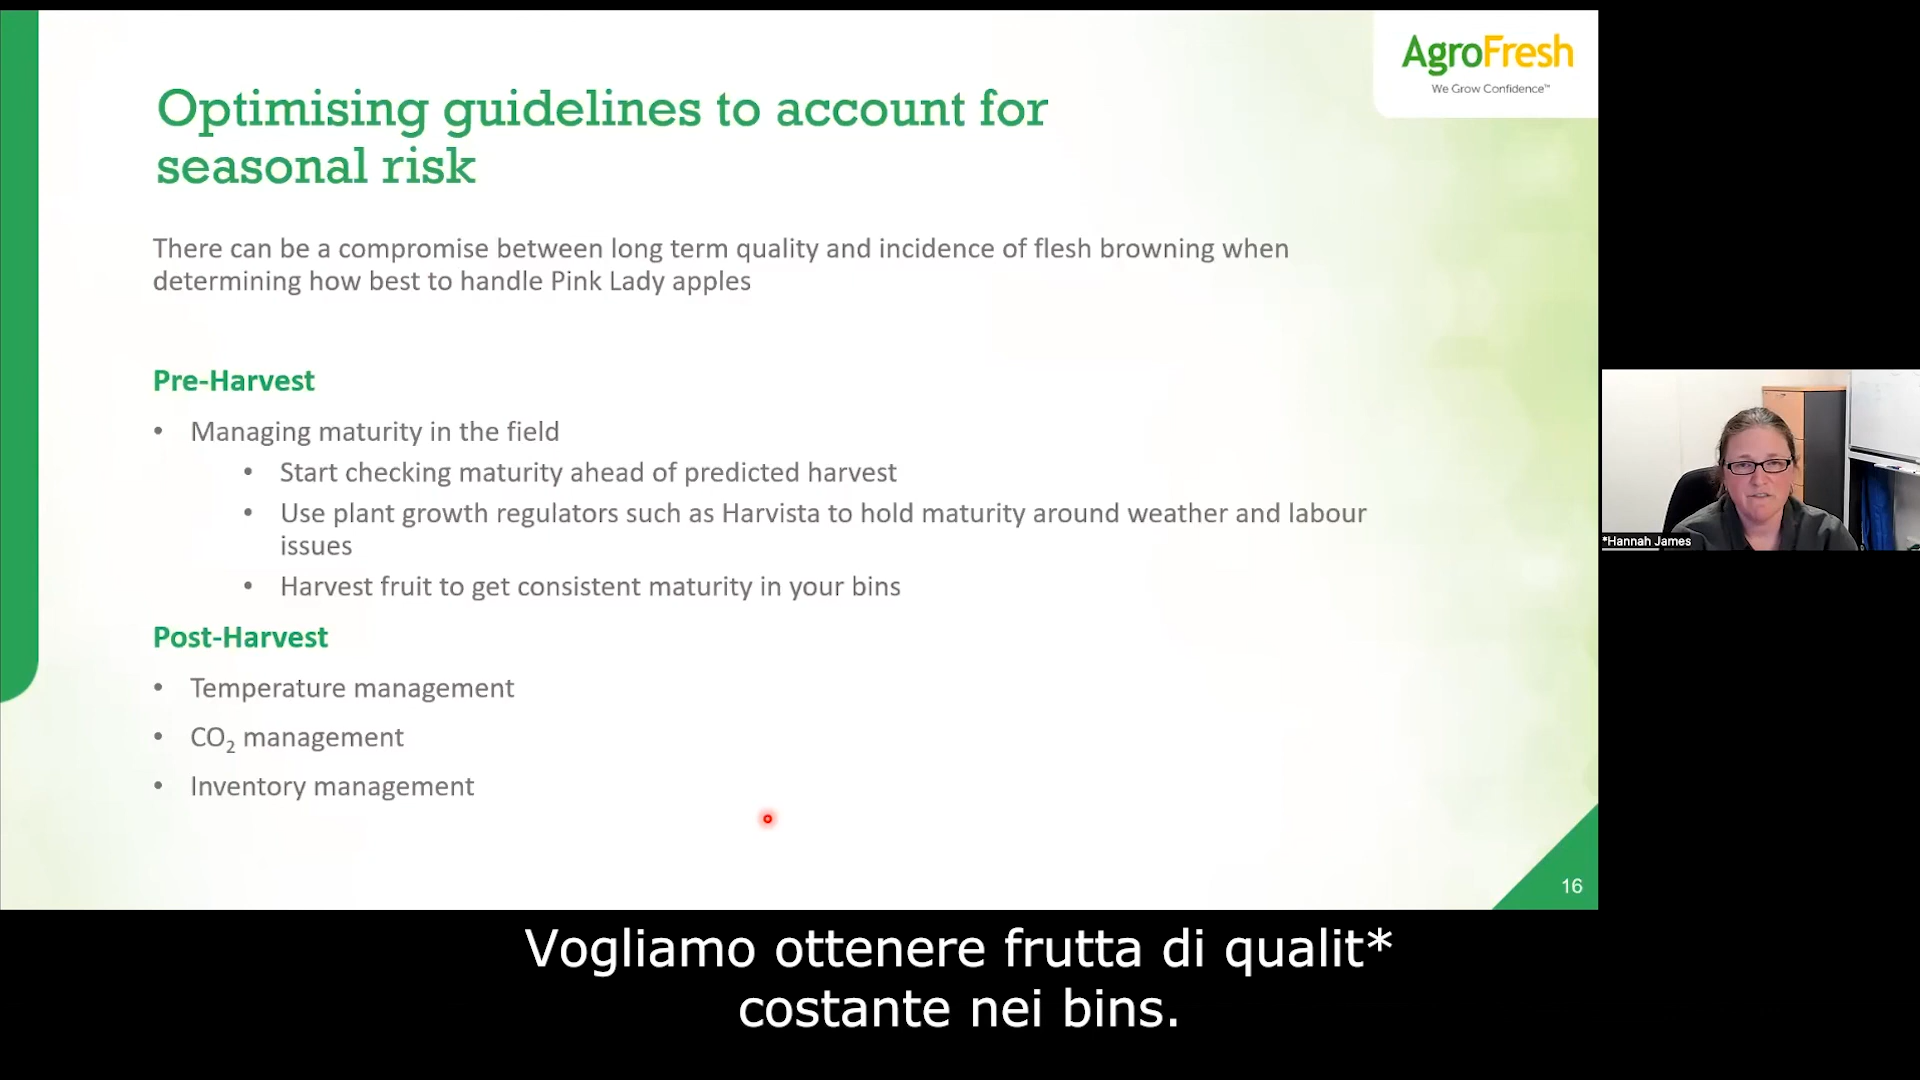 AgroFresh
We Grow Confidence™
Optimising guidelines to account for
seasonal risk
There can be a compromise between long term quality and incidence of flesh browning when
determining how best to handle Pink Lady apples
Pre-Harvest
• Managing maturity in the field
• Start checking maturity ahead of predicted harvest
• Use plant growth regulators such as Harvista to hold maturity around weather and labour
issues
• Harvest fruit to get consistent maturity in your bins
Post-Harvest
• Temperature management
• CO₂ management
• Inventory management
16
*Hannah James
Vogliamo ottenere frutta di qualit*
costante nei bins.